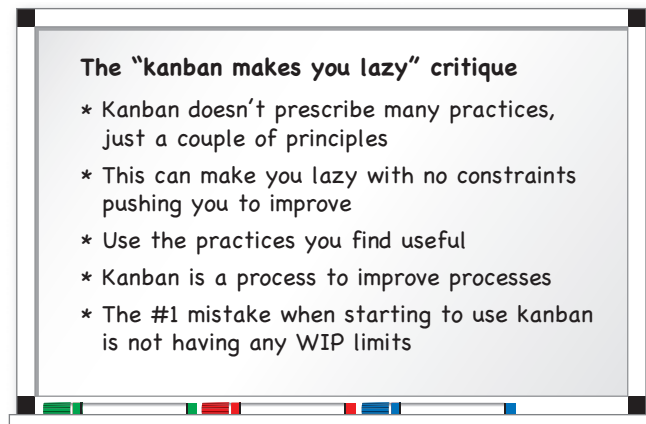 The “kanban makes you lazy” critique
* Kanban doesn’t prescribe many practices,
just a couple of principles
* This can make you lazy with no constraints
pushing you to improve
* Use the practices you find useful
* Kanban is a process to improve processes
* The #1 mistake when starting to use kanban
is not having any WIP limits